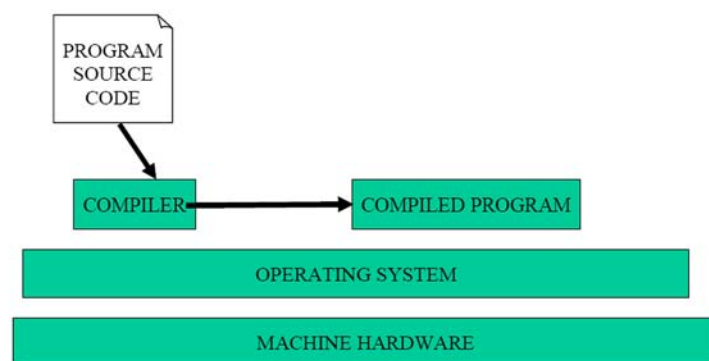 PROGRAM
SOURCE
CODE
COMPILER
COMPILED PROGRAM
OPERATING SYSTEM
MACHINE HARDWARE